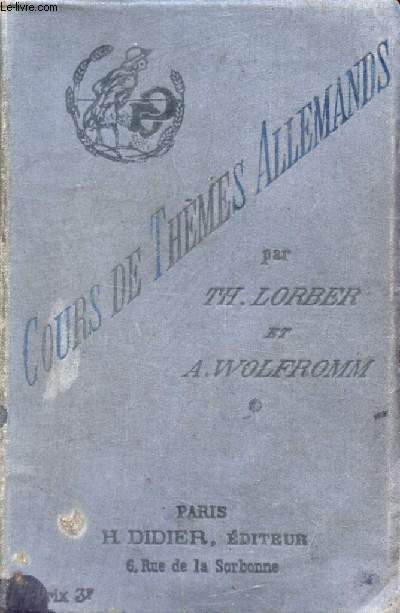 Le-livre.com
COURS DE THÈMES ALLEMANDS
par
TH. LORBER
ET
A. WOLFROMM
PARIS
H. DIDIER, ÉDITEUR
6, Rue de la Sorbonne